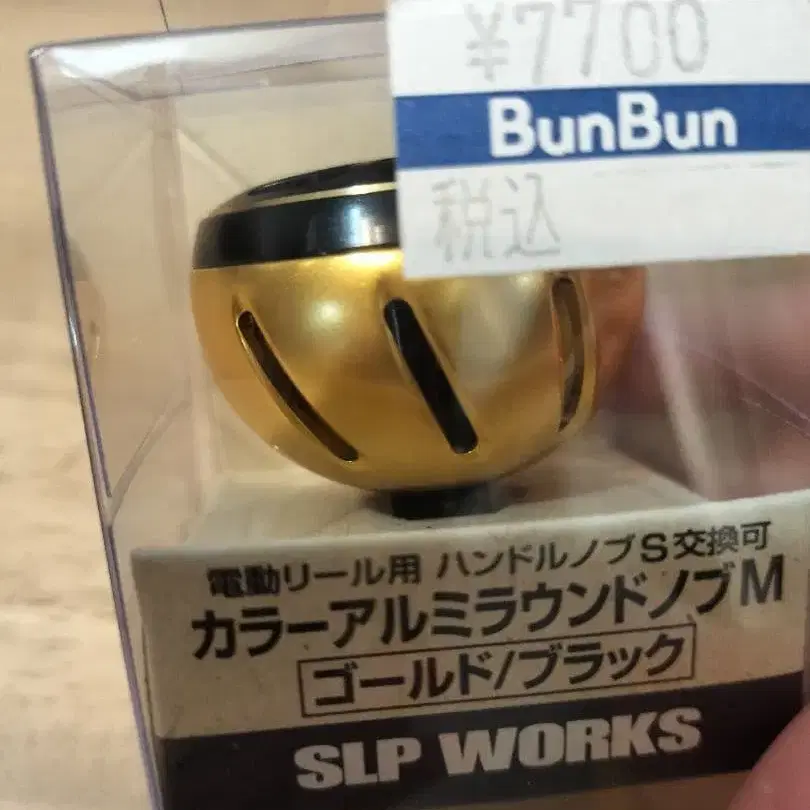 ¥7700
BunBun
税込
電動リール用 ハンドルノブS交換可
カラーアルミラウンドノブM
ゴールド/ブラック
SLP WORKS